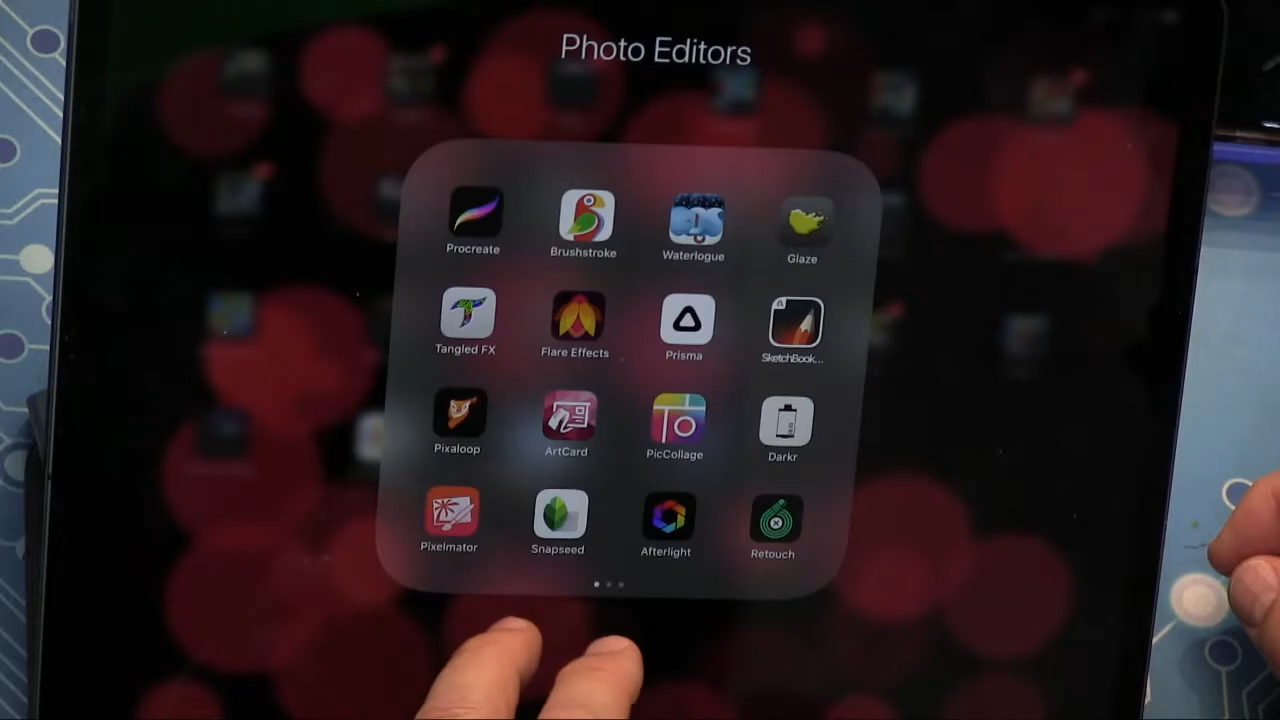 Photo Editors
Procreate
Brushstroke
Waterlogue
Glaze
Tangled FX
Flare Effects
Prisma
SketchBook...
Pixaloop
ArtCard
PicCollage
Darkr
Pixelmator
Snapseed
Afterlight
Retouch